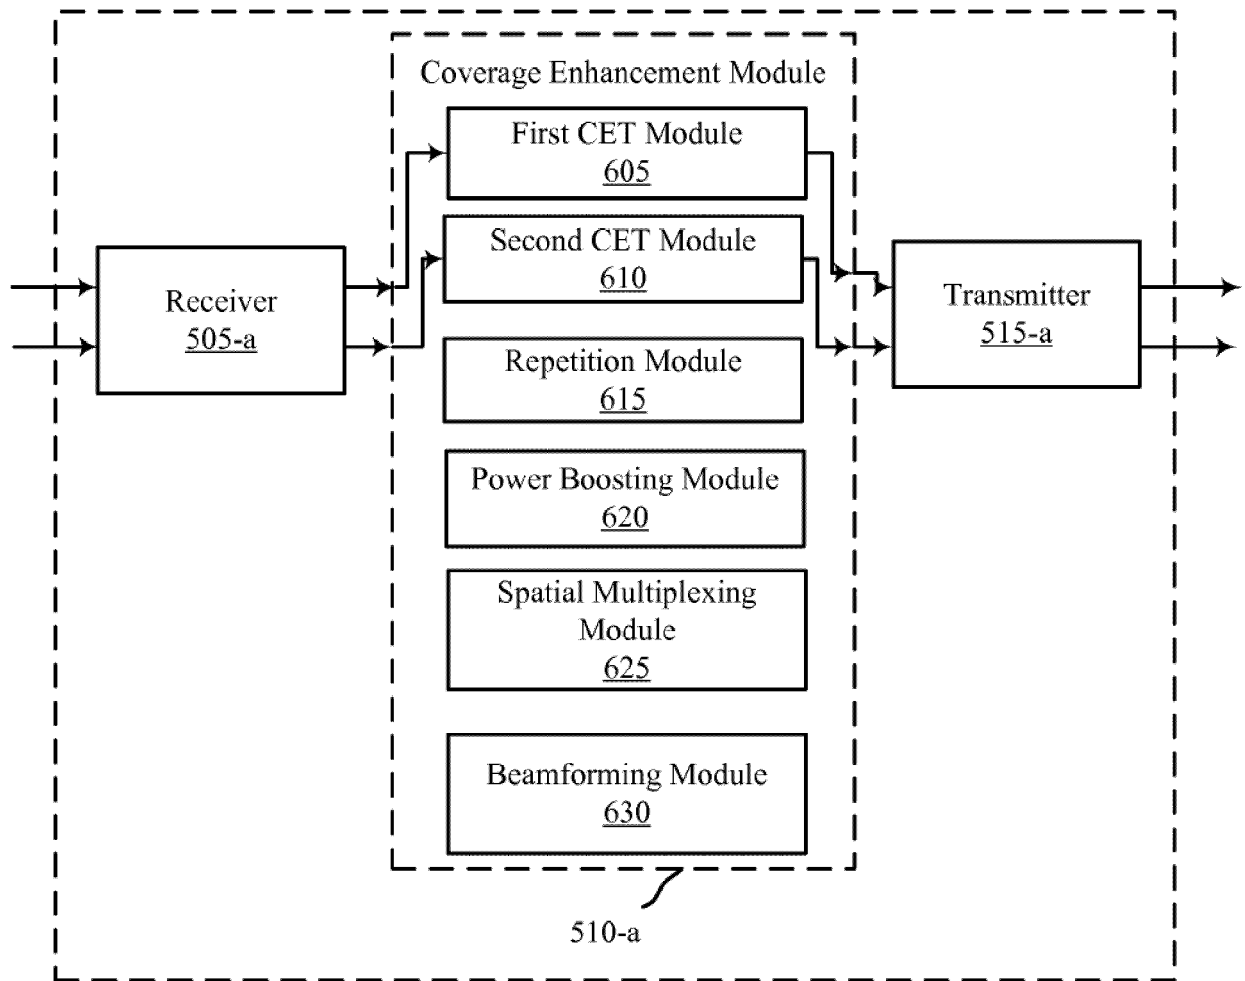 Coverage Enhancement Module
First CET Module
605
Second CET Module
610
Receiver
505-a
Transmitter
515-a
Repetition Module
615
Power Boosting Module
620
Spatial Multiplexing
Module
625
Beamforming Module
630
510-a